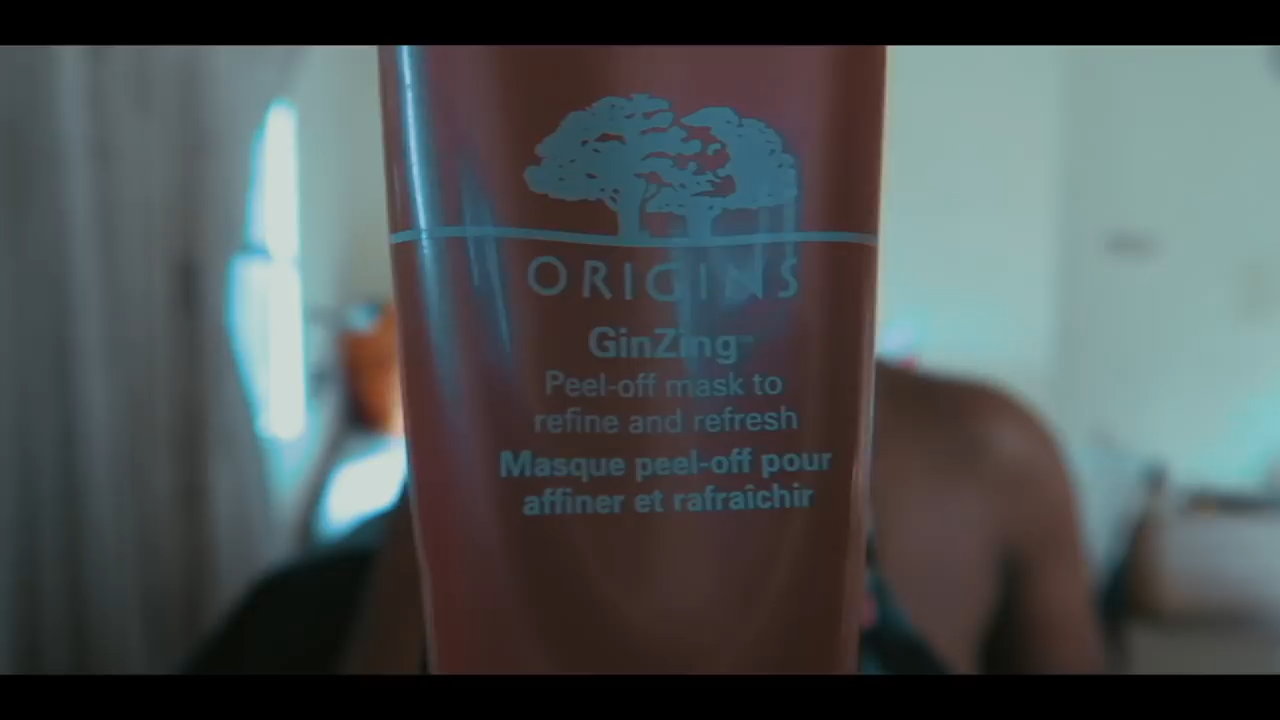 ORIGINS
GinZing™
Peel-off mask to
refine and refresh
Masque peel-off pour
affiner et rafraîchir